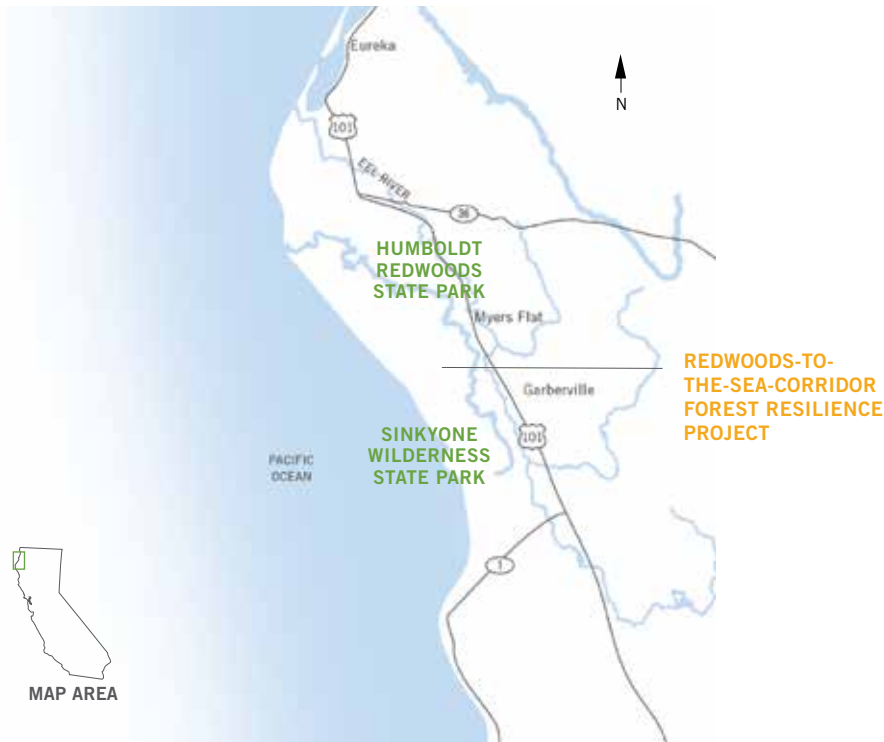 Eureka
N
101
EEL RIVER
36
HUMBOLDT
REDWOODS
STATE PARK
Myers Flat
REDWOODS-TO-
THE-SEA-CORRIDOR
FOREST RESILIENCE
PROJECT
Garberville
SINKYONE
WILDERNESS
STATE PARK
101
PACIFIC
OCEAN
1
MAP AREA